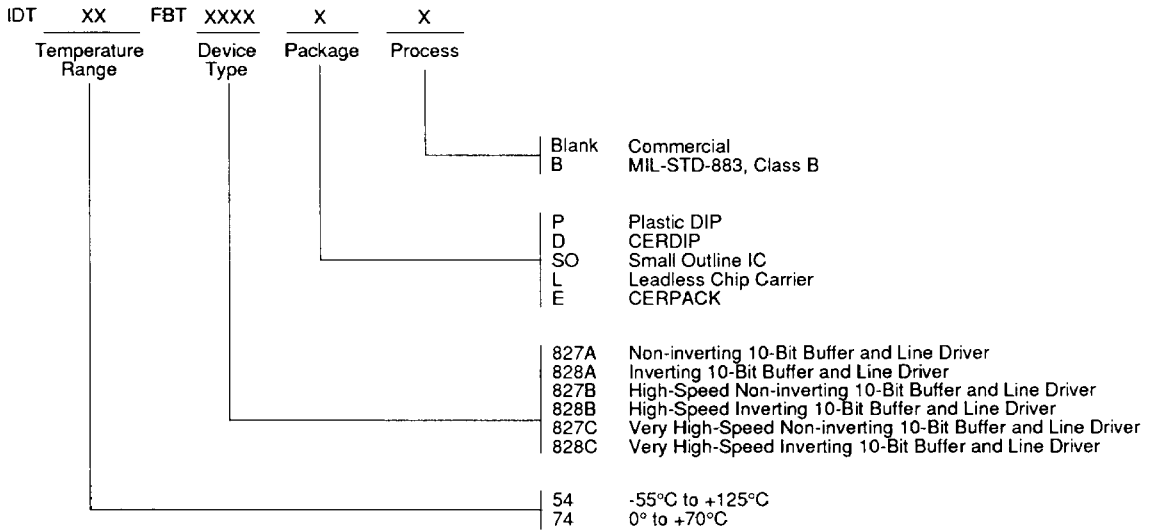 IDT XX FBT XXXX X X
Temperature Range Device Type Package Process
Blank Commercial
B MIL-STD-883, Class B
P Plastic DIP
D CERDIP
SO Small Outline IC
L Leadless Chip Carrier
E CERPACK
827A Non-inverting 10-Bit Buffer and Line Driver
828A Inverting 10-Bit Buffer and Line Driver
827B High-Speed Non-inverting 10-Bit Buffer and Line Driver
828B High-Speed Inverting 10-Bit Buffer and Line Driver
827C Very High-Speed Non-inverting 10-Bit Buffer and Line Driver
828C Very High-Speed Inverting 10-Bit Buffer and Line Driver
54 -55°C to +125°C
74 0° to +70°C